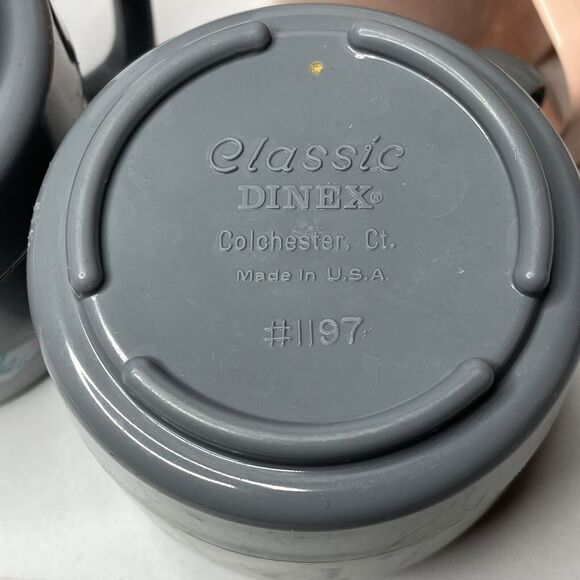 Classic
DINEX®
Colchester, Ct.
Made in U.S.A.
#1197